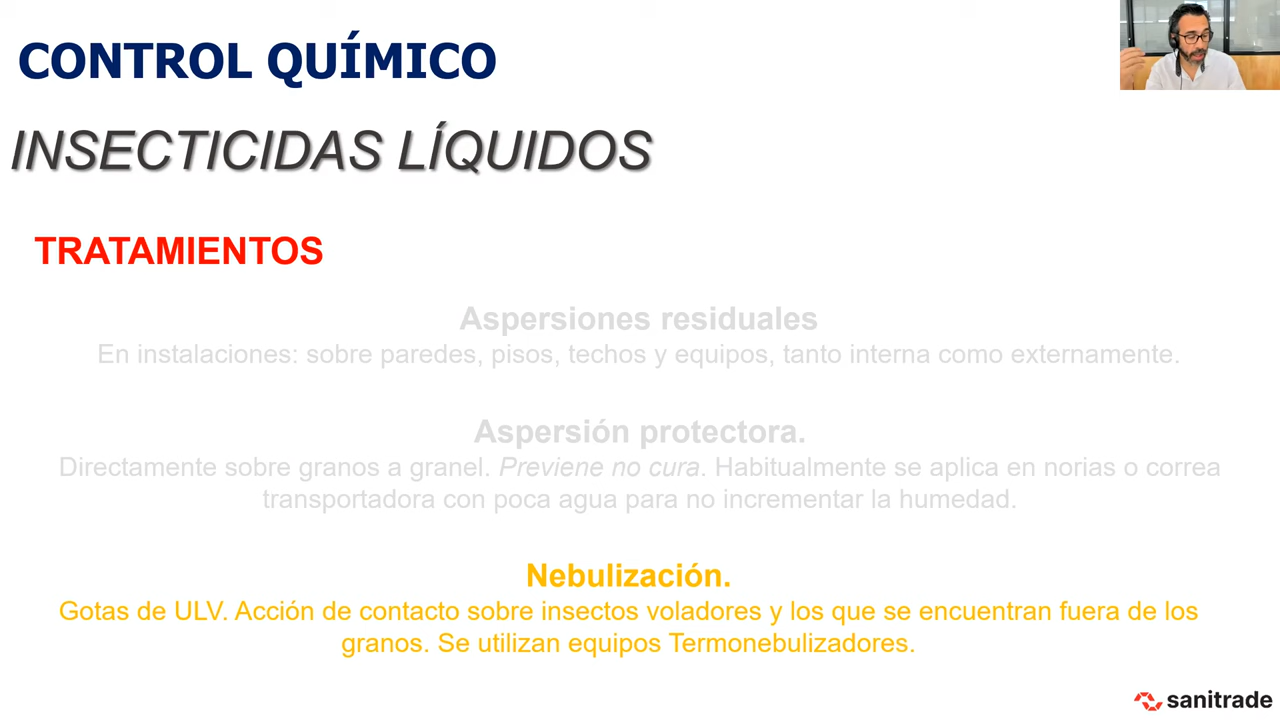 CONTROL QUÍMICO
INSECTICIDAS LÍQUIDOS
TRATAMIENTOS
Aspersiones residuales
En instalaciones: sobre paredes, pisos, techos y equipos, tanto interna como externamente.
Aspersión protectora.
Directamente sobre granos a granel. Previene no cura. Habitualmente se aplica en norias o correa
transportadora con poca agua para no incrementar la humedad.
Nebulización.
Gotas de ULV. Acción de contacto sobre insectos voladores y los que se encuentran fuera de los
granos. Se utilizan equipos Termonebulizadores.
sanitrade